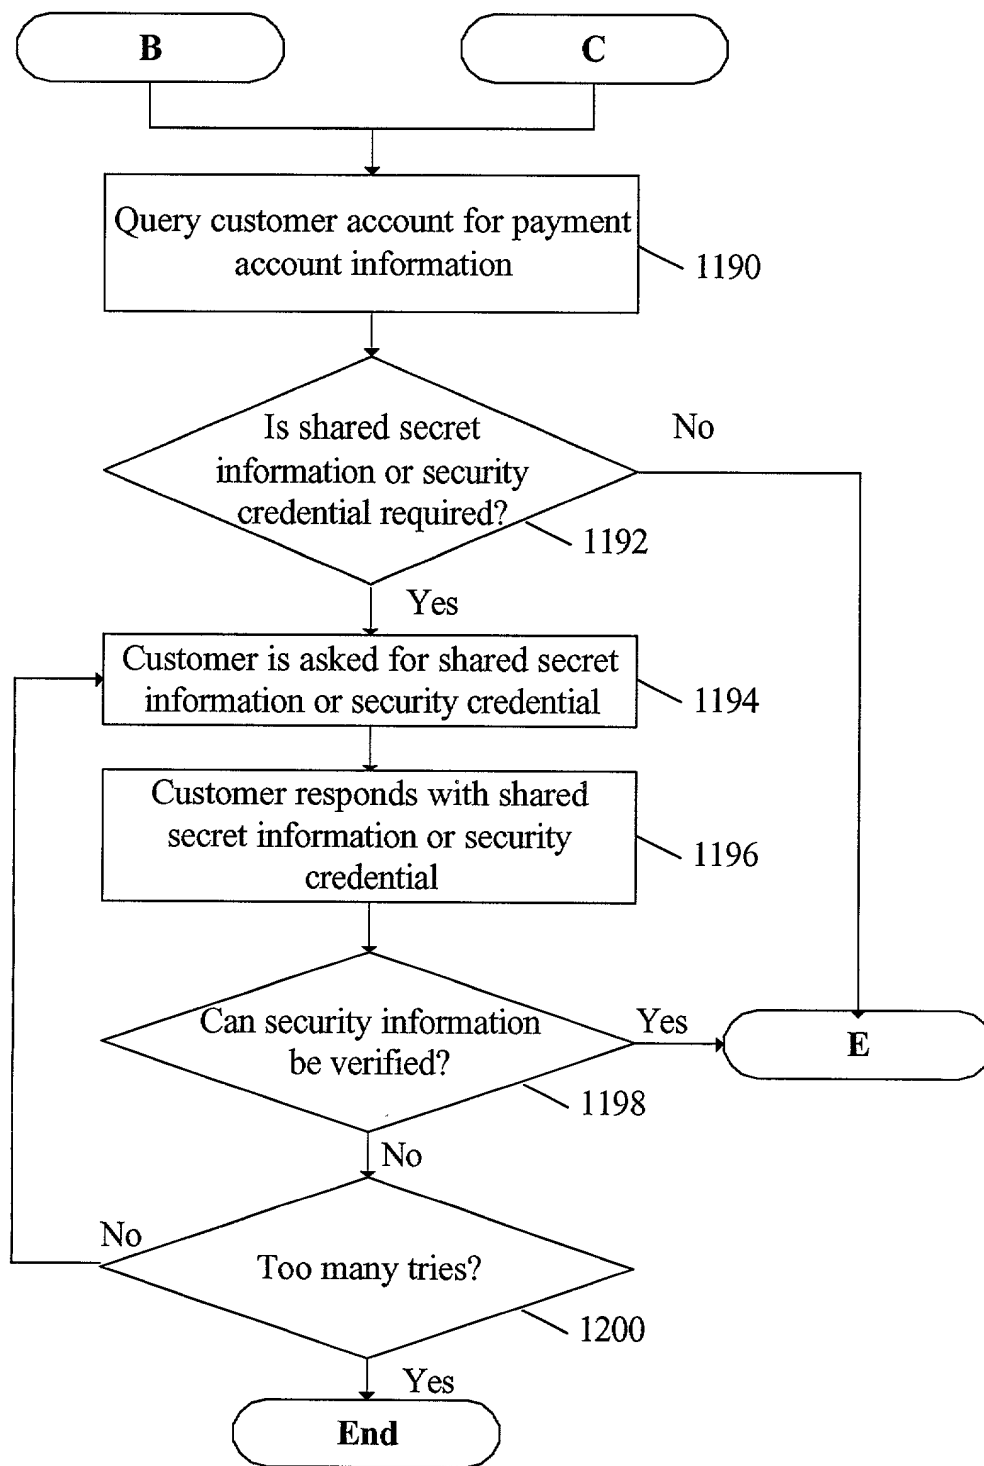 B
C
Query customer account for payment
account information
1190
Is shared secret
information or security
credential required?
No
1192
Yes
Customer is asked for shared secret
information or security credential
1194
Customer responds with shared
secret information or security
credential
1196
Can security information
be verified?
Yes
E
1198
No
No
Too many tries?
1200
Yes
End